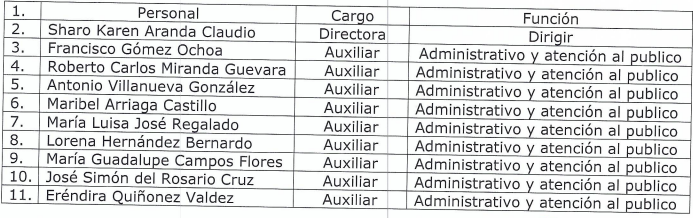 1. Personal Cargo Función
2. Sharo Karen Aranda Claudio Directora Dirigir
3. Francisco Gómez Ochoa Auxiliar Administrativo y atención al publico
4. Roberto Carlos Miranda Guevara Auxiliar Administrativo y atención al publico
5. Antonio Villanueva González Auxiliar Administrativo y atención al publico
6. Maribel Arriaga Castillo Auxiliar Administrativo y atención al publico
7. María Luisa José Regalado Auxiliar Administrativo y atención al publico
8. Lorena Hernández Bernardo Auxiliar Administrativo y atención al publico
9. María Guadalupe Campos Flores Auxiliar Administrativo y atención al publico
10. José Simón del Rosario Cruz Auxiliar Administrativo y atención al publico
11. Eréndira Quiñonez Valdez Auxiliar Administrativo y atención al publico